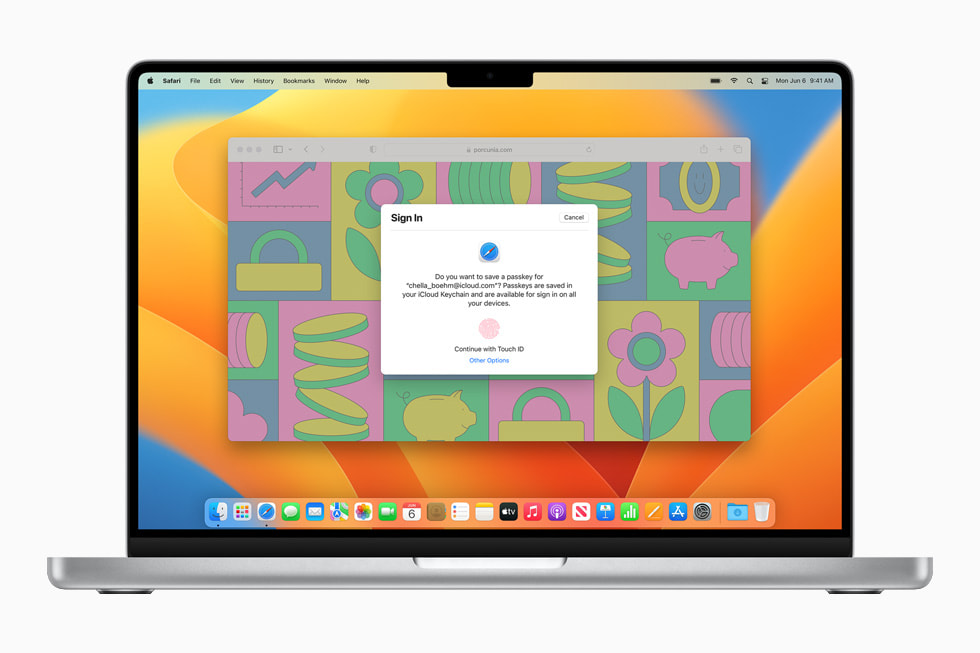 Safari File Edit View History Bookmarks Window Help Mon Jun 6 9:41 AM
porcunia.com
Sign In Cancel
Do you want to save a passkey for
“chella_boehm@icloud.com”? Passkeys are saved in
your iCloud Keychain and are available for sign in on all
your devices.
Continue with Touch ID
Other Options
JUN
6
tv